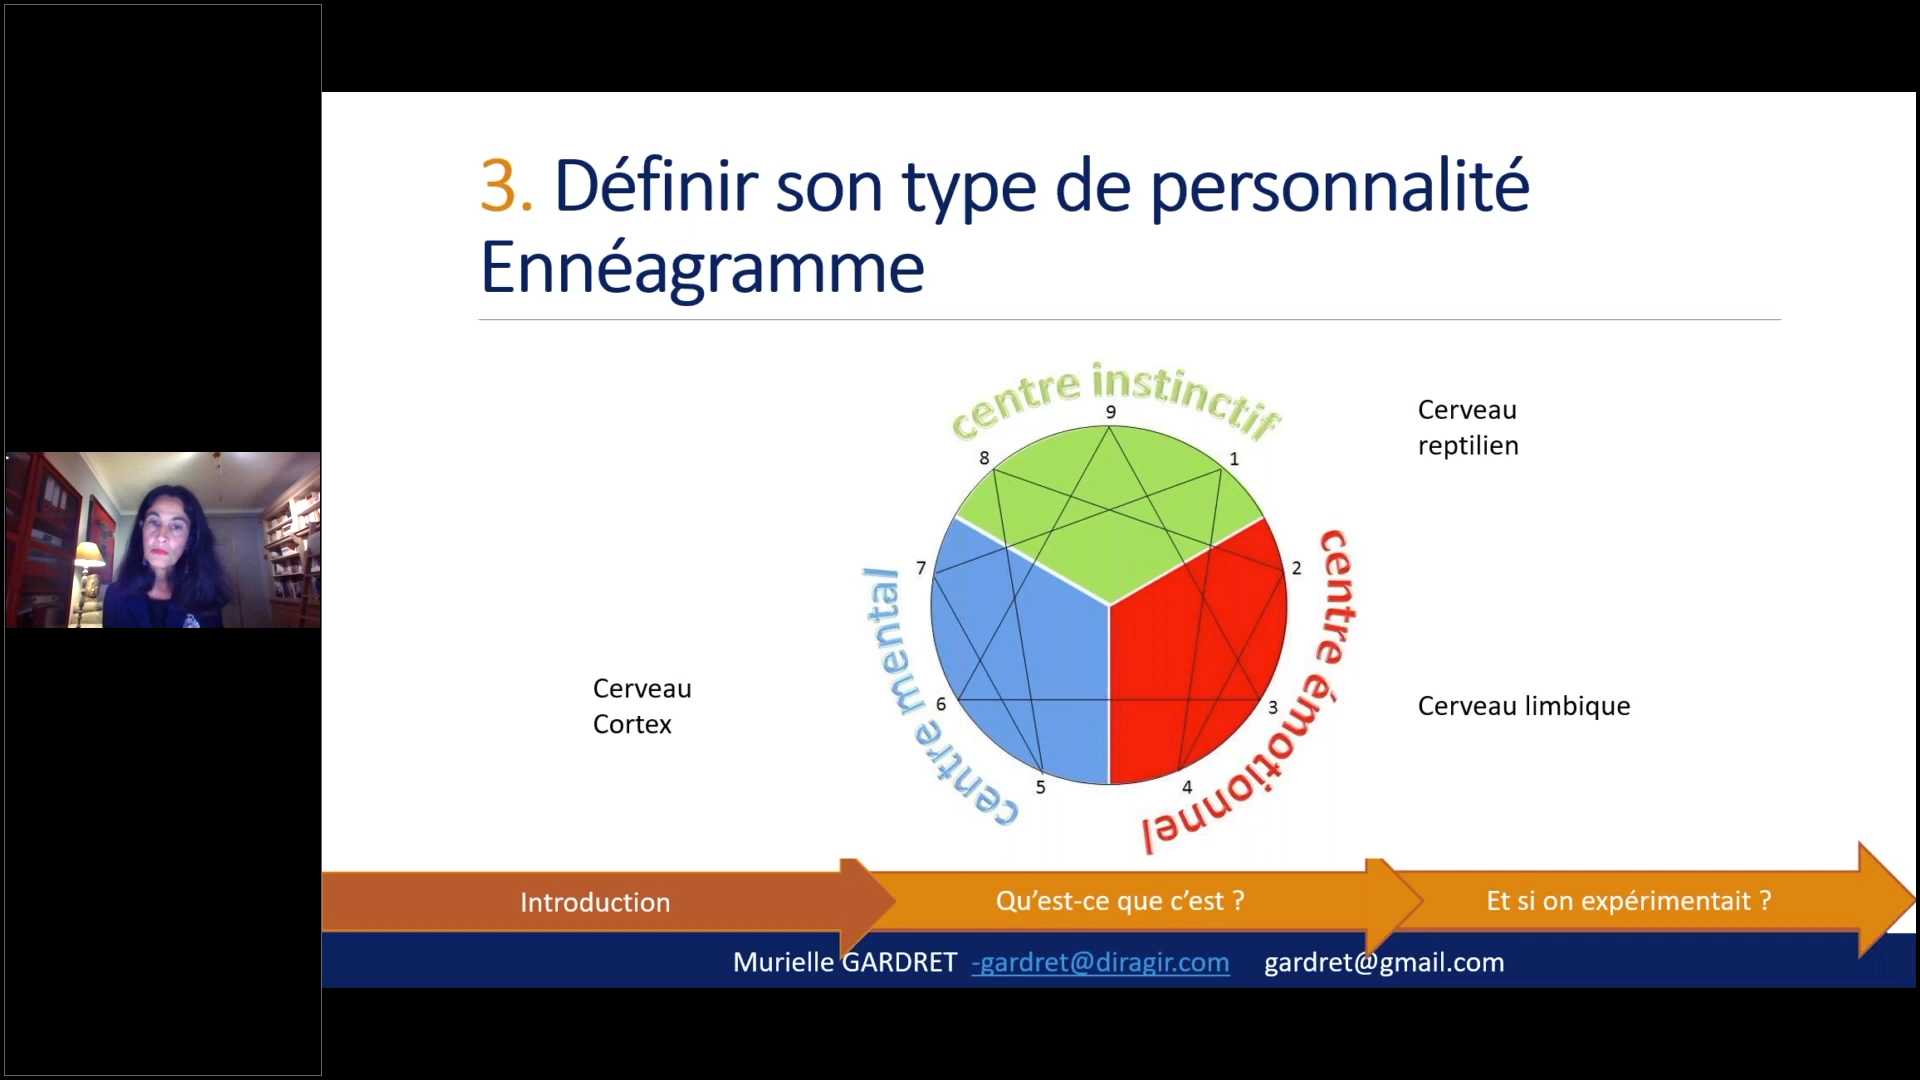 3. Définir son type de personnalité
Ennéagramme
centre instinctif
9
8
1
Cerveau
reptilien
7
2
centre mental
centre émotionnel
Cerveau
Cortex
6
3
Cerveau limbique
5
4
Introduction
Qu'est-ce que c'est ?
Et si on expérimentait ?
Murielle GARDRET -gardret@diragir.com gardret@gmail.com